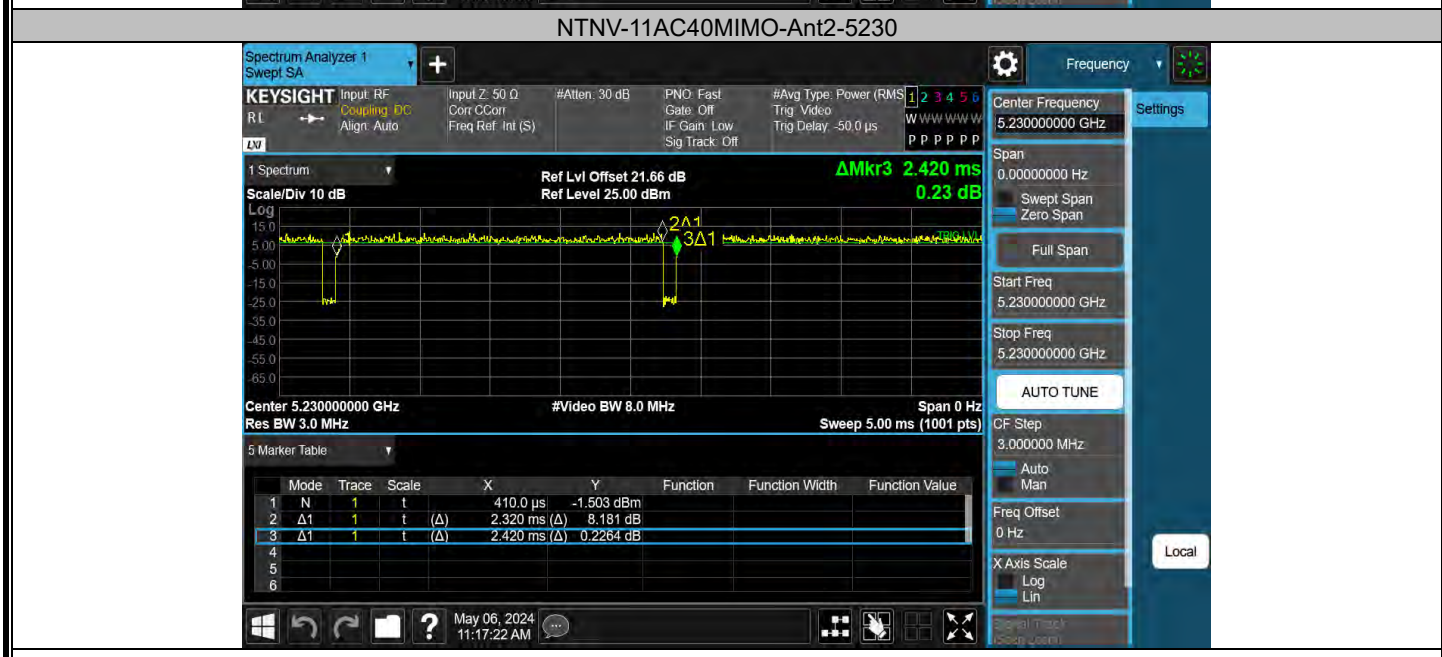 NTNV-11AC40MIMO-Ant2-5230
Spectrum Analyzer 1
Swept SA
+
Frequency
KEYSIGHT
RL
LXI
Input: RF
Coupling: DC
Align: Auto
Input Z: 50 Ω
Corr CCorr
Freq Ref: Int (S)
#Atten: 30 dB
PNO: Fast
Gate: Off
IF Gain: Low
Sig Track: Off
#Avg Type: Power (RMS
Trig: Video
Trig Delay: -50.0 µs
1 2 3 4 5 6
W W W W W W
P P P P P P
Center Frequency
5.230000000 GHz
Settings
Span
0.00000000 Hz
Swept Span
Zero Span
Full Span
Start Freq
5.230000000 GHz
Stop Freq
5.230000000 GHz
AUTO TUNE
CF Step
3.000000 MHz
Auto
Man
Freq Offset
0 Hz
X Axis Scale
Log
Lin
Local
1 Spectrum
Scale/Div 10 dB
Ref Lvl Offset 21.66 dB
Ref Level 25.00 dBm
ΔMkr3 2.420 ms
0.23 dB
Log
15.0
5.00
-5.00
-15.0
-25.0
-35.0
-45.0
-55.0
-65.0
2Δ1
3Δ1
TRIG LVL
Center 5.230000000 GHz
Res BW 3.0 MHz
#Video BW 8.0 MHz
Span 0 Hz
Sweep 5.00 ms (1001 pts)
5 Marker Table
Mode Trace Scale X Y Function Function Width Function Value
1 N 1 t 410.0 µs -1.503 dBm
2 Δ1 1 t (Δ) 2.320 ms (Δ) 8.181 dB
3 Δ1 1 t (Δ) 2.420 ms (Δ) 0.2264 dB
4
5
6
?
May 06, 2024
11:17:22 AM